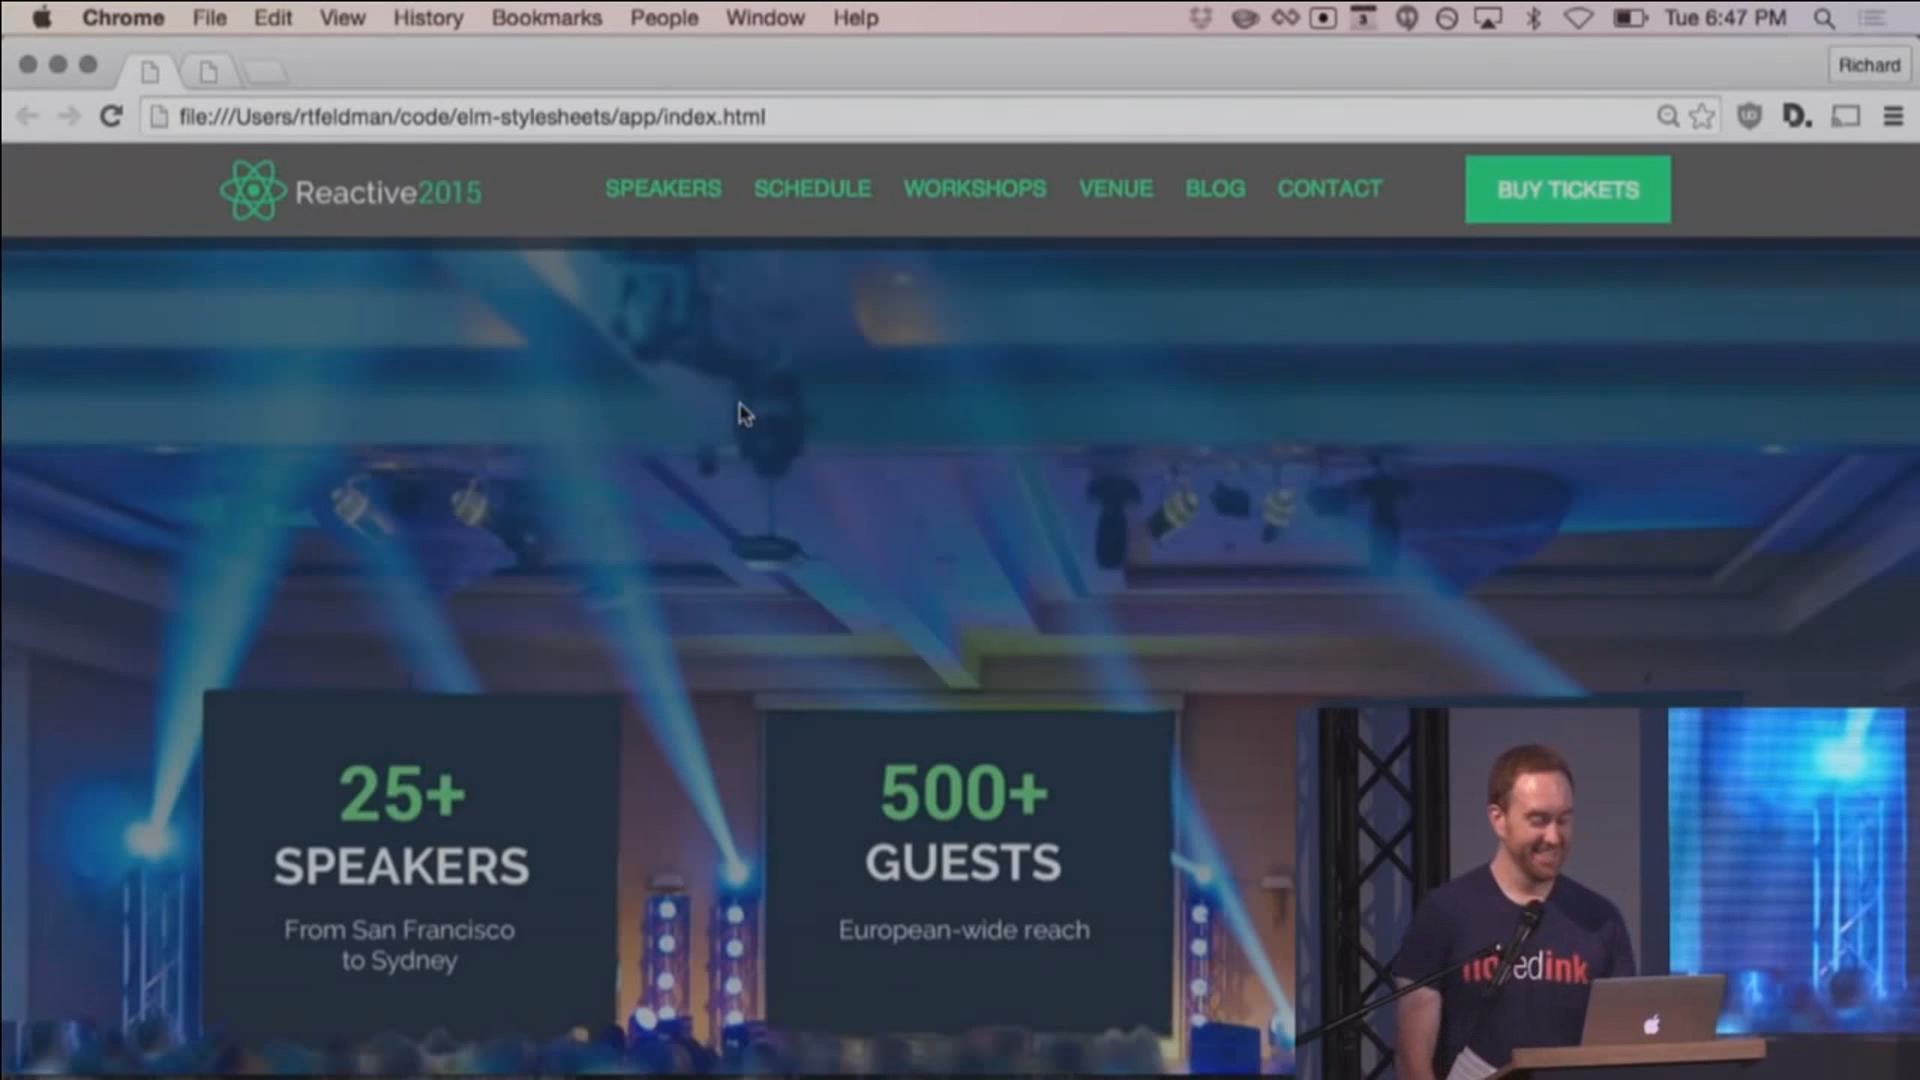 Chrome File Edit View History Bookmarks People Window Help Tue 6:47 PM
Richard
file:///Users/rtfeldman/code/elm-stylesheets/app/index.html
Reactive2015 SPEAKERS SCHEDULE WORKSHOPS VENUE BLOG CONTACT BUY TICKETS
25+
SPEAKERS
From San Francisco
to Sydney
500+
GUESTS
European-wide reach